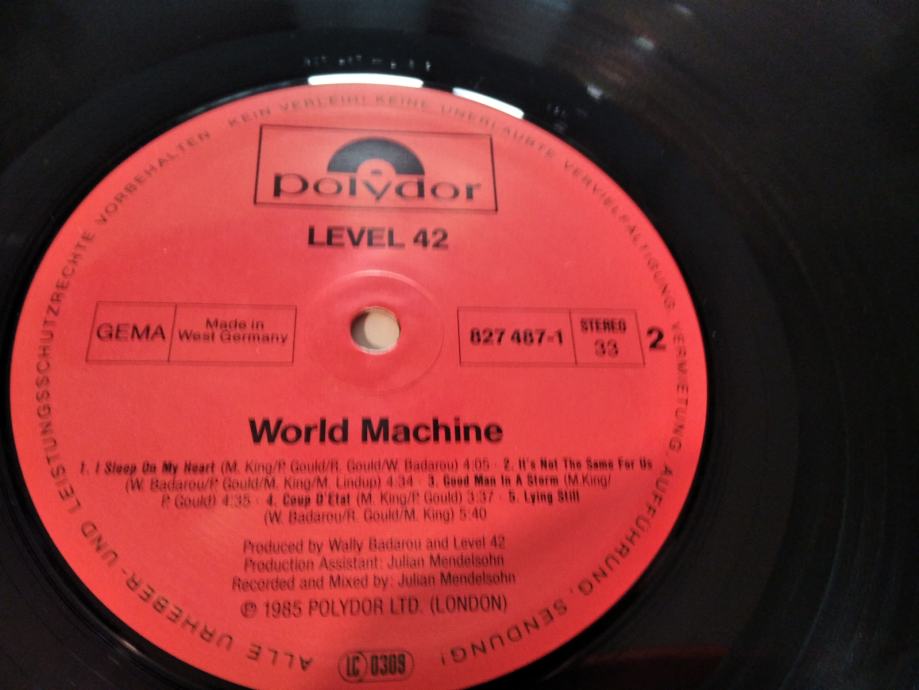 ALLE URHEBER- UND LEISTUNGSSCHUTZRECHTE VORBEHALTEN KEIN VERLEIH! KEINE UNERLAUBTE VERVIELFÄLTIGUNG, VERMIETUNG, AUFFÜHRUNG, SENDUNG!
polydor
LEVEL 42
GEMA
Made in
West Germany
827 487-1
STEREO
33
2
World Machine
1. I Sleep On My Heart (M. King/P. Gould/R. Gould/W. Badarou) 4:05 · 2. It's Not The Same For Us
(W. Badarou/P. Gould/M. King/M. Lindup) 4:34 · 3. Good Man In A Storm (M. King/
P. Gould) 4:35 · 4. Coup D'Etat (M. King/P. Gould) 3:37 · 5. Lying Still
(W. Badarou/R. Gould/M. King) 5:40
Produced by Wally Badarou and Level 42
Production Assistant: Julian Mendelsohn
Recorded and Mixed by: Julian Mendelsohn
℗ 1985 POLYDOR LTD. (LONDON)
LC 0309